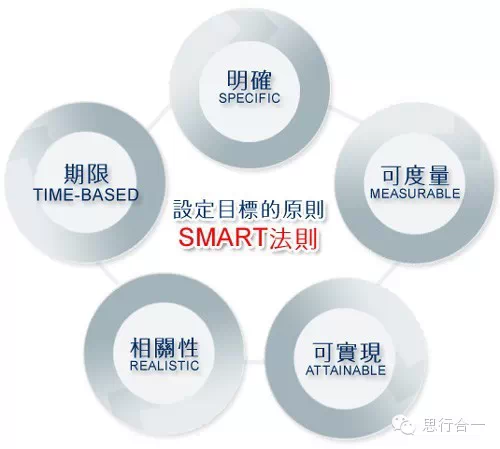 明確
SPECIFIC
可度量
MEASURABLE
可實現
ATTAINABLE
相關性
REALISTIC
期限
TIME-BASED
設定目標的原則
SMART法則
思行合一